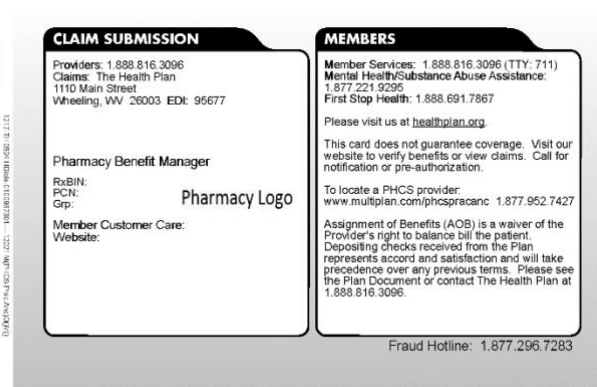 CLAIM SUBMISSION
Providers: 1.888.816.3096
Claims: The Health Plan
1110 Main Street
Wheeling, WV 26003 EDI: 95677
Pharmacy Benefit Manager
RxBIN:
PCN:
Grp:
Pharmacy Logo
Member Customer Care:
Website:
MEMBERS
Member Services: 1.888.816.3096 (TTY: 711)
Mental Health/Substance Abuse Assistance:
1.877.221.9295
First Stop Health: 1.888.691.7867
Please visit us at healthplan.org.
This card does not guarantee coverage. Visit our
website to verify benefits or view claims. Call for
notification or pre-authorization.
To locate a PHCS provider:
www.multiplan.com/phcspracanc 1.877.952.7427
Assignment of Benefits (AOB) is a waiver of the
Provider's right to balance bill the patient.
Depositing checks received from the Plan
represents accord and satisfaction and will take
precedence over any previous terms. Please see
the Plan Document or contact The Health Plan at
1.888.816.3096.
Fraud Hotline: 1.877.296.7283